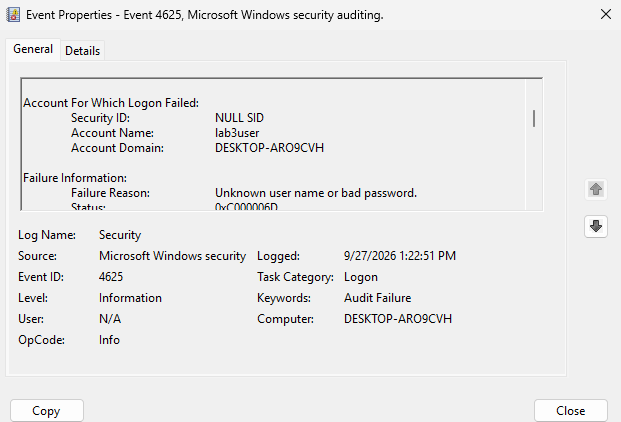 Event Properties - Event 4625, Microsoft Windows security auditing.
General Details
Account For Which Logon Failed:
Security ID: NULL SID
Account Name: lab3user
Account Domain: DESKTOP-ARO9CVH
Failure Information:
Failure Reason: Unknown user name or bad password.
Status: 0xC000006D
Log Name: Security
Source: Microsoft Windows security Logged: 9/27/2026 1:22:51 PM
Event ID: 4625 Task Category: Logon
Level: Information Keywords: Audit Failure
User: N/A Computer: DESKTOP-ARO9CVH
OpCode: Info
Copy Close